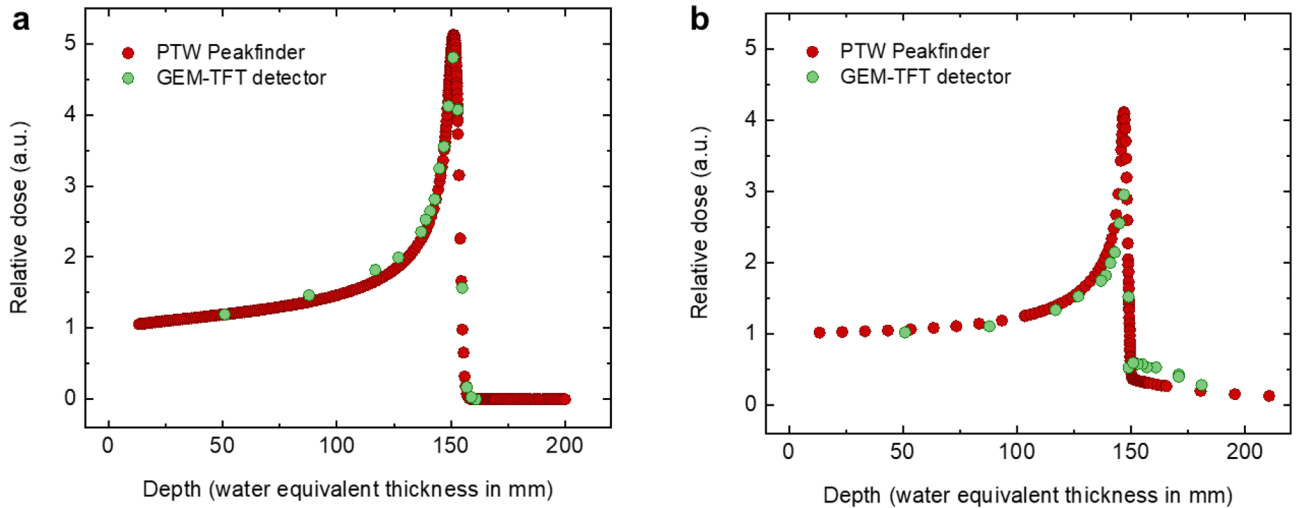 a
PTW Peakfinder
GEM-TFT detector
Relative dose (a.u.)
5
4
3
2
1
0
0 50 100 150 200
Depth (water equivalent thickness in mm)
b
PTW Peakfinder
GEM-TFT detector
Relative dose (a.u.)
5
4
3
2
1
0
0 50 100 150 200
Depth (water equivalent thickness in mm)